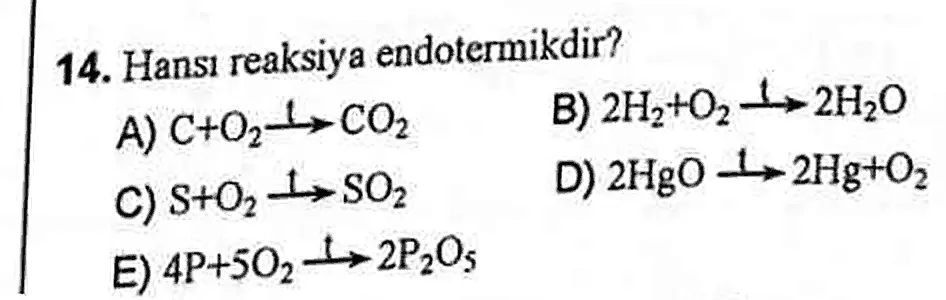 14. Hansı reaksiya endotermikdir?
A) C+O₂ —t→ CO₂ B) 2H₂+O₂ —t→ 2H₂O
C) S+O₂ —t→ SO₂ D) 2HgO —t→ 2Hg+O₂
E) 4P+5O₂ —t→ 2P₂O₅